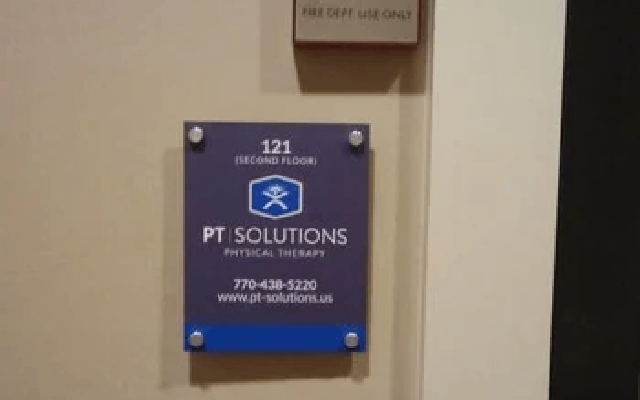 FIRE DEPT. USE ONLY
121
(SECOND FLOOR)
PT | SOLUTIONS
PHYSICAL THERAPY
770-438-5220
www.pt-solutions.us